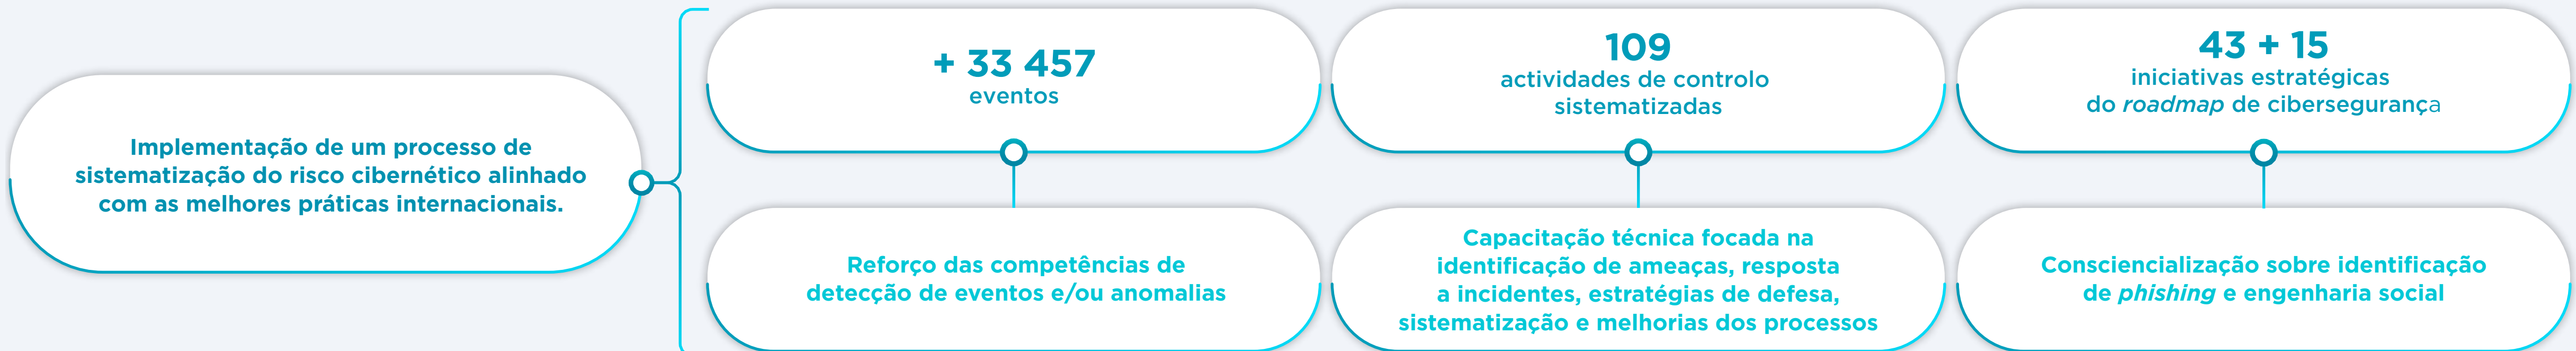 Implementação de um processo de
sistematização do risco cibernético alinhado
com as melhores práticas internacionais.
+ 33 457
eventos
109
actividades de controlo
sistematizadas
43 + 15
iniciativas estratégicas
do roadmap de cibersegurança
Reforço das competências de
detecção de eventos e/ou anomalias
Capacitação técnica focada na
identificação de ameaças, resposta
a incidentes, estratégias de defesa,
sistematização e melhorias dos processos
Consciencialização sobre identificação
de phishing e engenharia social